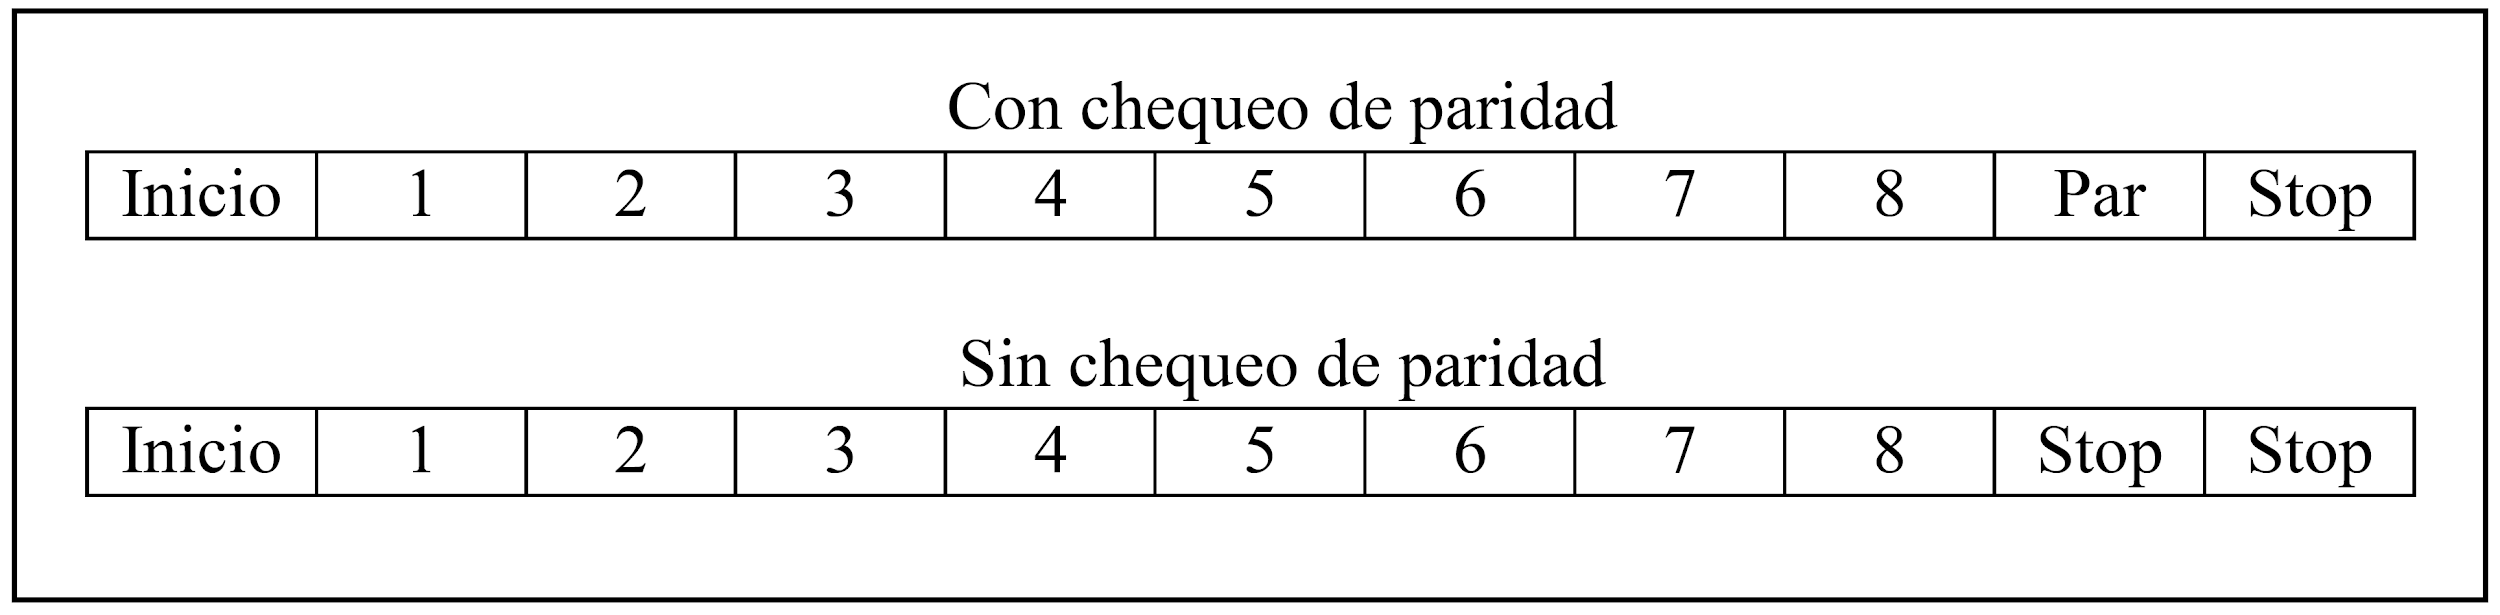 Con chequeo de paridad
Inicio 1 2 3 4 5 6 7 8 Par Stop
Sin chequeo de paridad
Inicio 1 2 3 4 5 6 7 8 Stop Stop